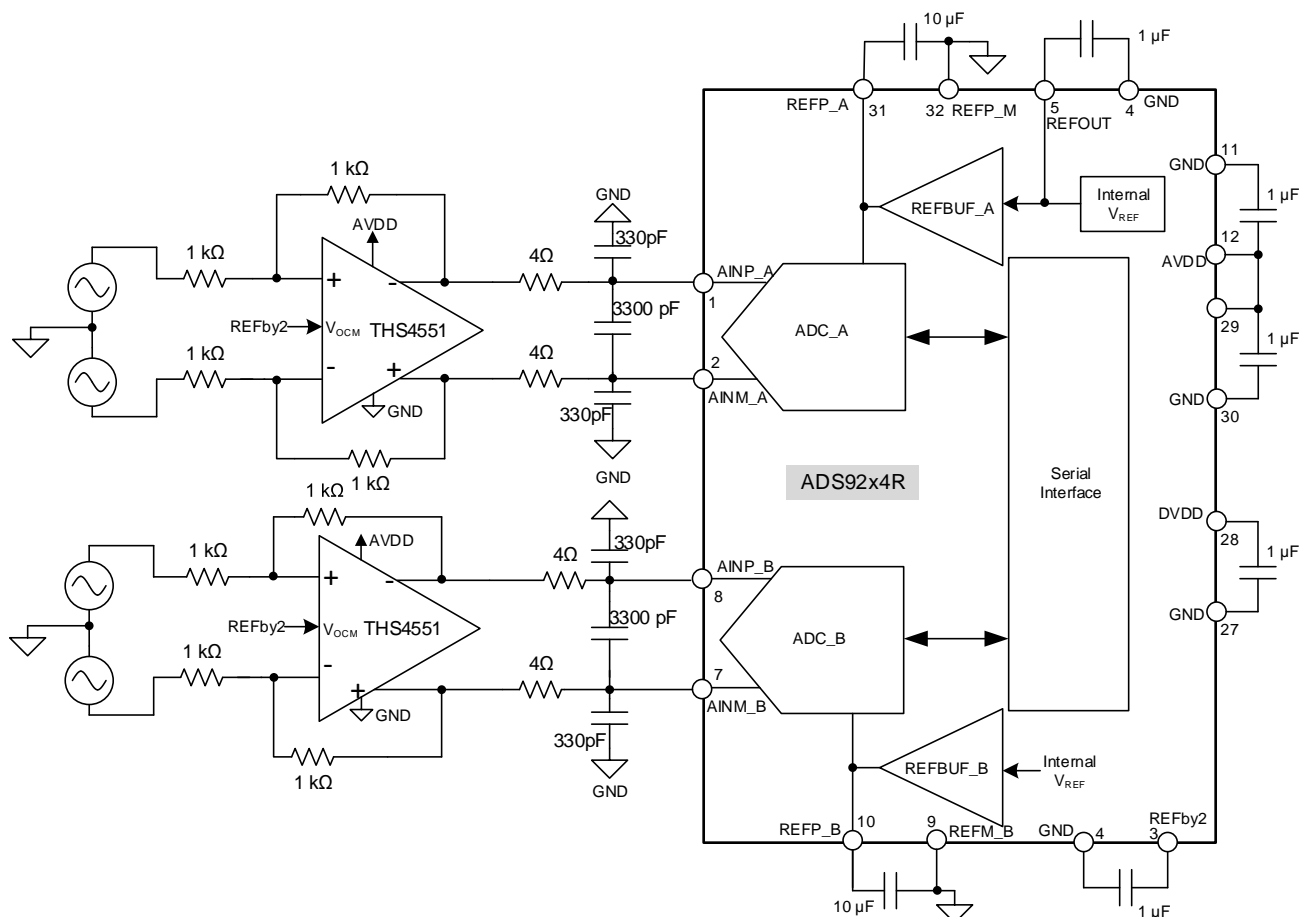 10 µF
1 µF
REFP_A
31
32
REFP_M
5
REFOUT
4
GND
1 kΩ
AVDD
1 kΩ
+
-
REFby2
VOCM
THS4551
1 kΩ
-
+
GND
1 kΩ
4Ω
4Ω
GND
330pF
3300 pF
330pF
GND
AINP_A
1
2
AINM_A
ADC_A
REFBUF_A
Internal
VREF
11
GND
1 µF
12
AVDD
29
1 µF
GND
30
ADS92x4R
Serial
Interface
DVDD
28
1 µF
GND
27
1 kΩ
AVDD
1 kΩ
+
-
REFby2
VOCM
THS4551
1 kΩ
-
+
GND
1 kΩ
4Ω
4Ω
330pF
3300 pF
330pF
GND
AINP_B
8
7
AINM_B
ADC_B
REFBUF_B
Internal
VREF
REFP_B
10
9
REFM_B
GND
4
3
REFby2
10 µF
1 µF